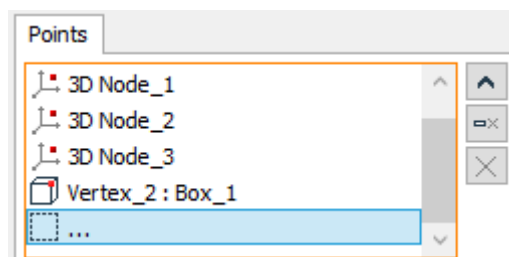 Points
3D Node_1
3D Node_2
3D Node_3
Vertex_2 : Box_1
...